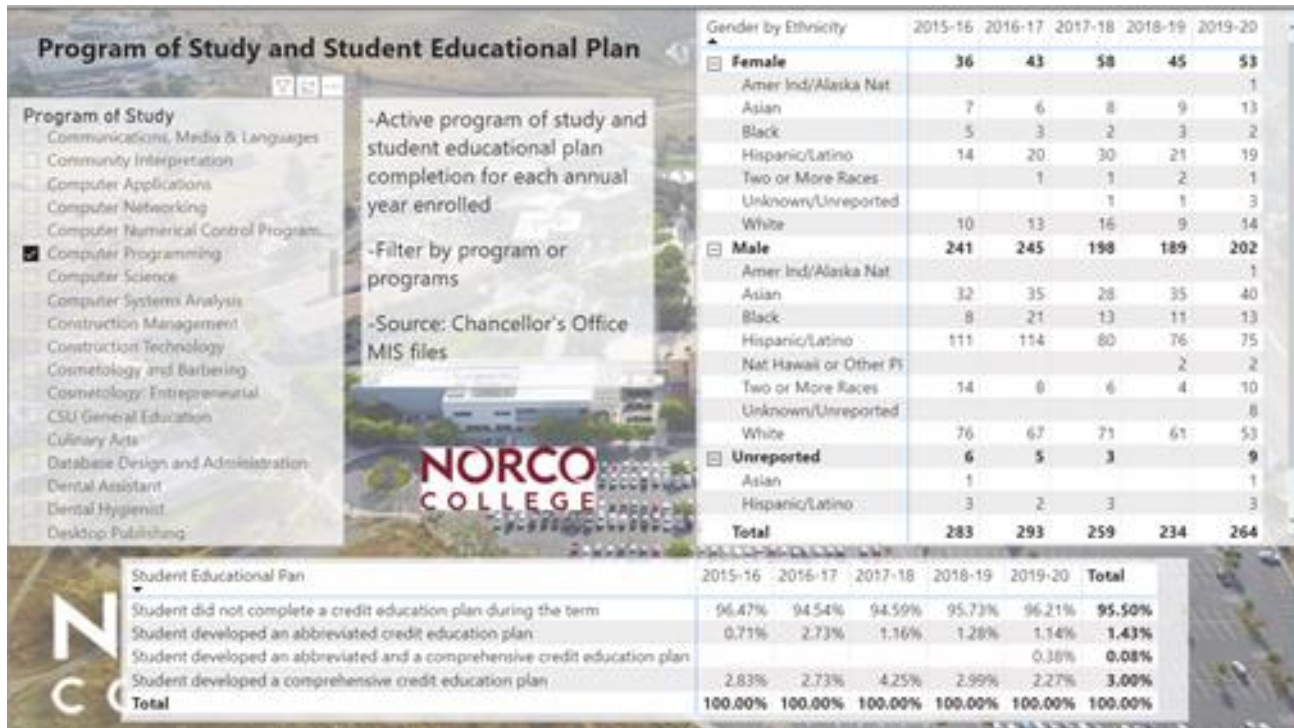 Program of Study and Student Educational Plan
Program of Study
Communications, Media & Languages
Community Interpretation
Computer Applications
Computer Networking
Computer Numerical Control Program...
Computer Programming
Computer Science
Computer Systems Analysis
Construction Management
Construction Technology
Cosmetology and Barbering
Cosmetology: Entrepreneurial
CSU General Education
Culinary Arts
Database Design and Administration
Dental Assistant
Dental Hygienist
Desktop Publishing
-Active program of study and
student educational plan
completion for each annual
year enrolled
-Filter by program or
programs
-Source: Chancellor's Office
MIS files
NORCO
COLLEGE
Gender by Ethnicity 2015-16 2016-17 2017-18 2018-19 2019-20
Female 36 43 58 45 53
Amer Ind/Alaska Nat 1
Asian 7 6 8 9 13
Black 5 3 2 3 2
Hispanic/Latino 14 20 30 21 19
Two or More Races 1 1 2 1
Unknown/Unreported 1 1 3
White 10 13 16 9 14
Male 241 245 198 189 202
Amer Ind/Alaska Nat 1
Asian 32 35 28 35 40
Black 8 21 13 11 13
Hispanic/Latino 111 114 80 76 75
Nat Hawaii or Other PI 2 2
Two or More Races 14 8 6 4 10
Unknown/Unreported 8
White 76 67 71 61 53
Unreported 6 5 3 9
Asian 1 1
Hispanic/Latino 3 2 3 3
Total 283 293 259 234 264
Student Educational Pan 2015-16 2016-17 2017-18 2018-19 2019-20 Total
Student did not complete a credit education plan during the term 96.47% 94.54% 94.59% 95.73% 96.21% 95.50%
Student developed an abbreviated credit education plan 0.71% 2.73% 1.16% 1.28% 1.14% 1.43%
Student developed an abbreviated and a comprehensive credit education plan 0.38% 0.08%
Student developed a comprehensive credit education plan 2.83% 2.73% 4.25% 2.99% 2.27% 3.00%
Total 100.00% 100.00% 100.00% 100.00% 100.00% 100.00%
N
CO